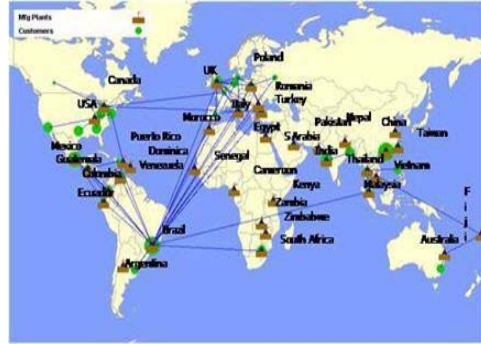 Mfg Plants
Customers
Poland
Canada
UK
Romania
USA
Italy
Turkey
Morocco
Pakistan
Nepal
China
Egypt
S Arabia
Taiwan
Puerto Rico
Mexico
Dominica
Senegal
India
Thailand
Guatemala
Venezuela
Vietnam
Cameroon
Colombia
Kenya
Malaysia
Ecuador
Zambia
Fiji
Zimbabwe
Brazil
South Africa
Australia
Argentina